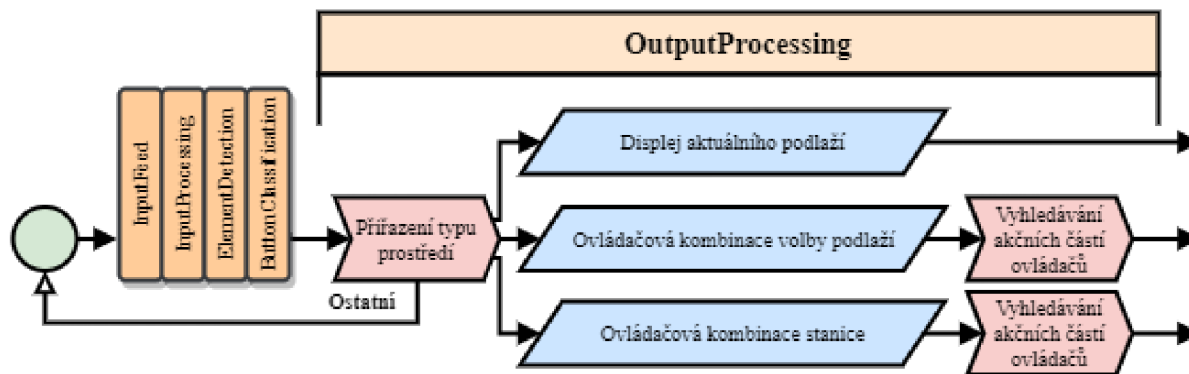 OutputProcessing
InputFeed
InputProcessing
ElementDetection
ButtonClassification
Přiřazení typu
prostředí
Ostatní
Displej aktuálního podlaží
Ovládačová kombinace volby podlaží
Vyhledávání
akčních částí
ovládačů
Ovládačová kombinace stanice
Vyhledávání
akčních částí
ovládačů